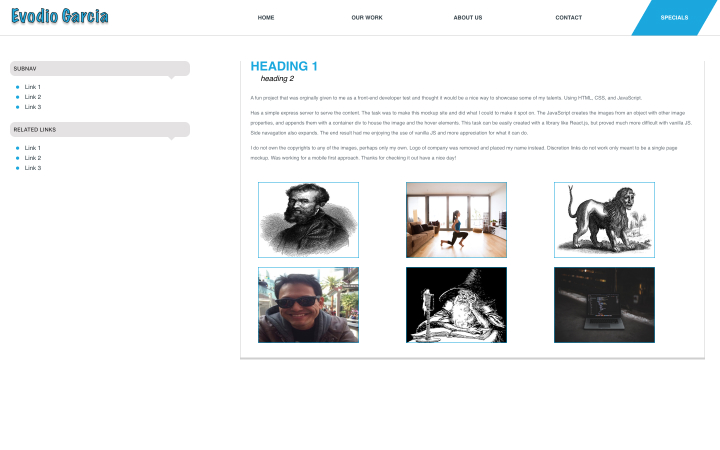 Evodio Garcia
HOME
OUR WORK
ABOUT US
CONTACT
SPECIALS
SUBNAV
Link 1
Link 2
Link 3
RELATED LINKS
Link 1
Link 2
Link 3
HEADING 1
heading 2
A fun project that was orginally given to me as a front-end developer test and thought it would be a nice way to showcase some of my talents. Using HTML, CSS, and JavaScript.
Has a simple express server to serve the content. The task was to make this mockup site and did what I could to make it spot on. The JavaScript creates the images from an object with other image
properties, and appends them with a container div to house the image and the hover elements. This task can be easily created with a library like React.js, but proved much more difficult with vanilla JS.
Side navigation also expands. The end result had me enjoying the use of vanilla JS and more appreciation for what it can do.
I do not own the copyrights to any of the images, perhaps only my own. Logo of company was removed and placed my name instead. Discretion links do not work only meant to be a single page
mockup. Was working for a mobile first approach. Thanks for checking it out have a nice day!